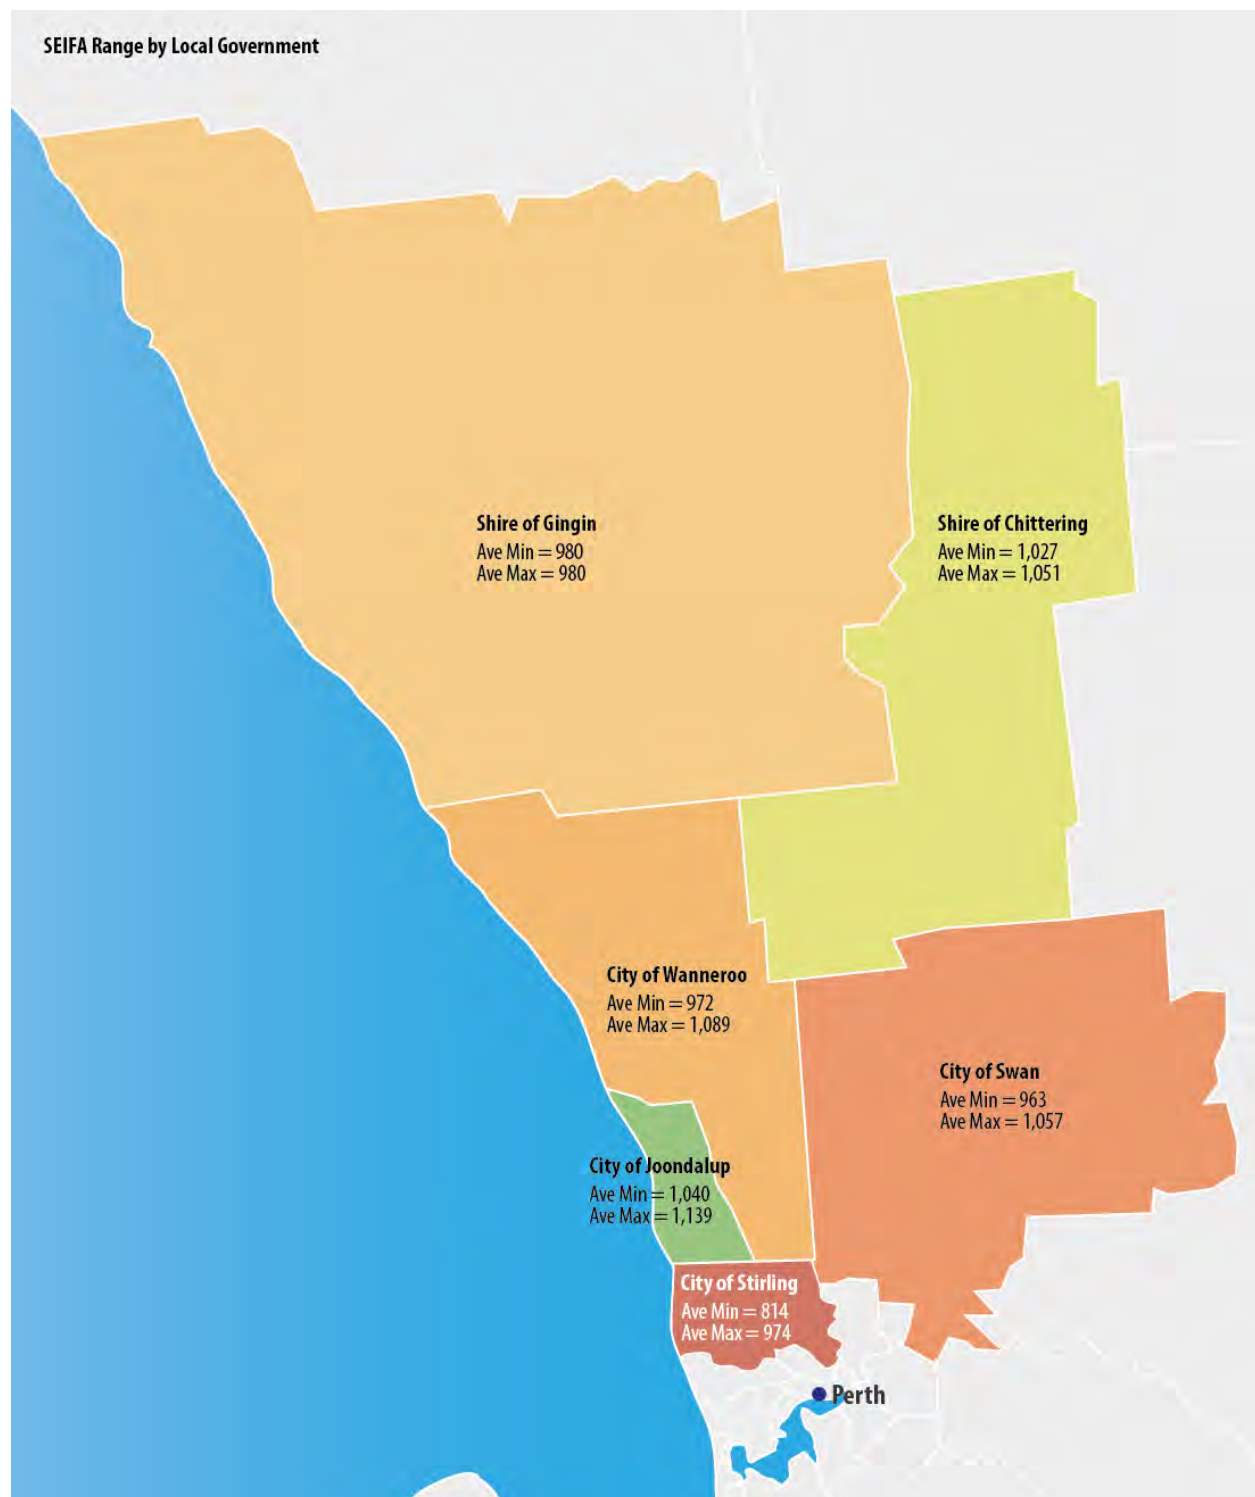 SEIFA Range by Local Government
Shire of Gingin
Ave Min = 980
Ave Max = 980
Shire of Chittering
Ave Min = 1,027
Ave Max = 1,051
City of Wanneroo
Ave Min = 972
Ave Max = 1,089
City of Swan
Ave Min = 963
Ave Max = 1,057
City of Joondalup
Ave Min = 1,040
Ave Max = 1,139
City of Stirling
Ave Min = 814
Ave Max = 974
Perth